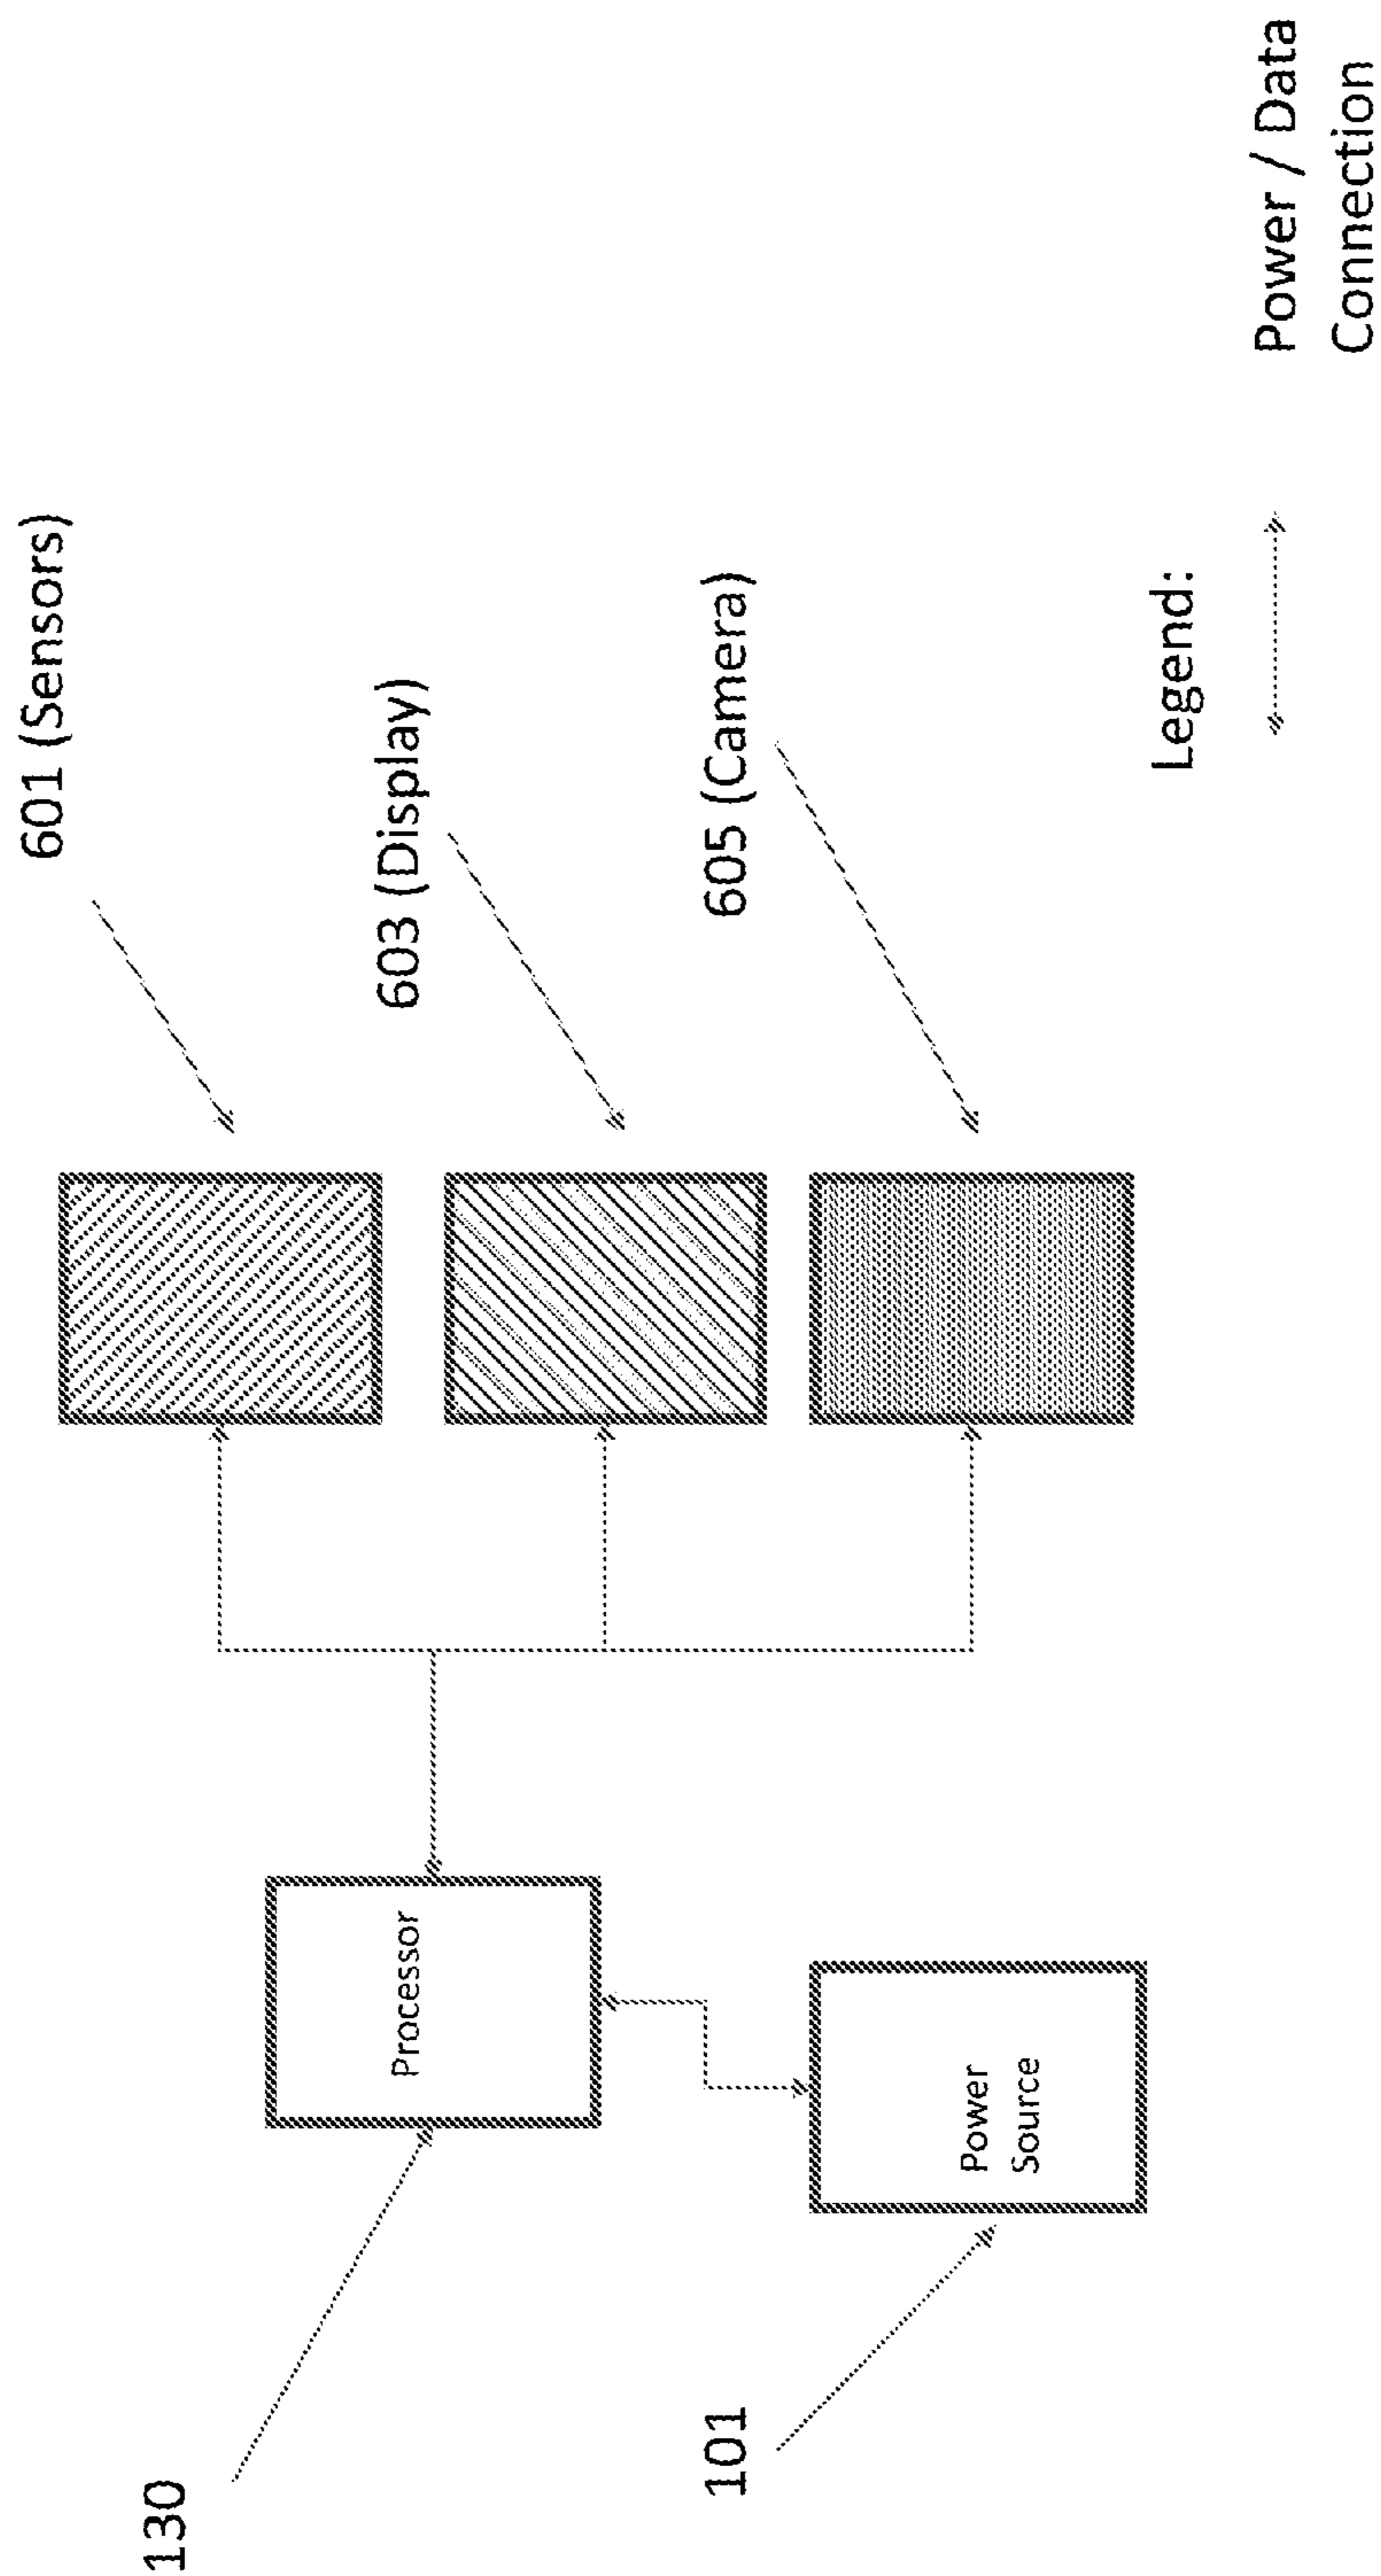 601 (Sensors)
130
Processor
603 (Display)
605 (Camera)
101
Power
Source
Legend:
Power / Data
Connection